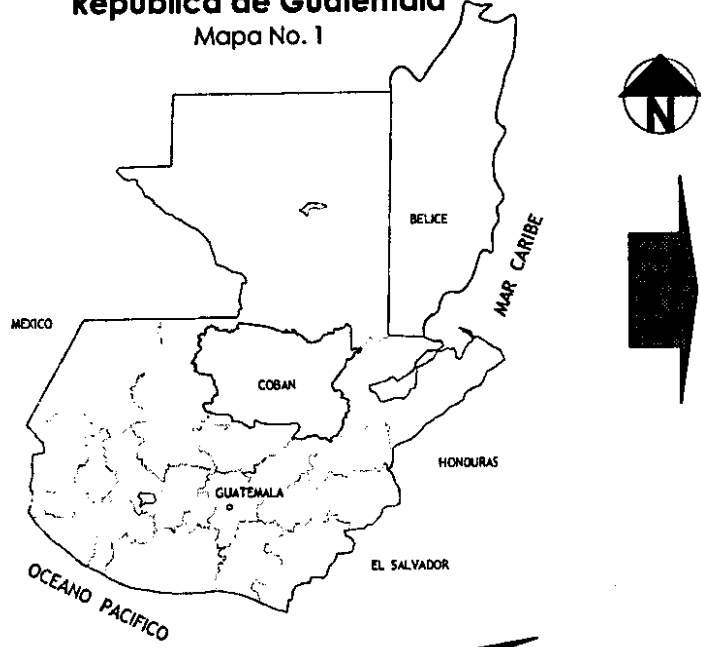 República de Guatemala
Mapa No. 1
N
BELICE
MAR CARIBE
MEXICO
COBAN
HONDURAS
GUATEMALA
EL SALVADOR
OCEANO PACIFICO